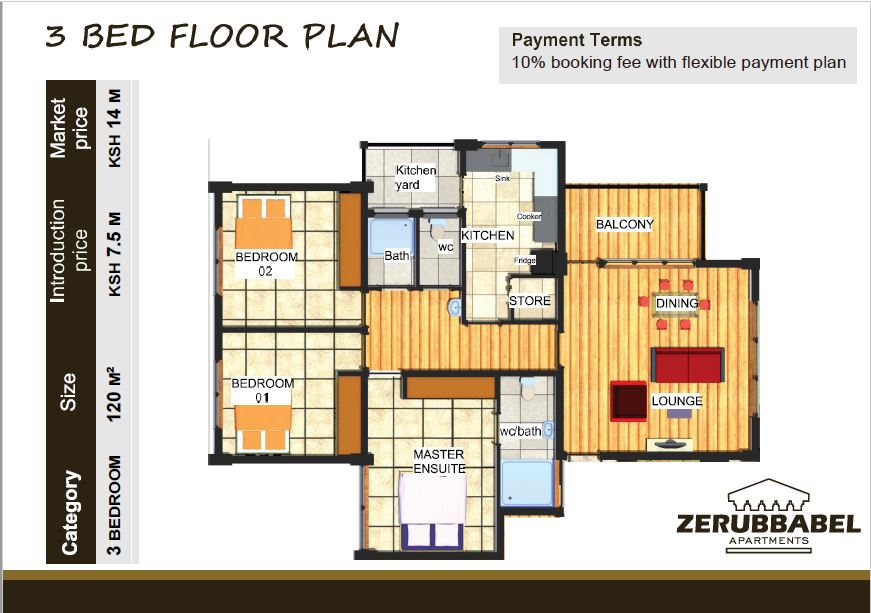 3 BED FLOOR PLAN
Payment Terms
10% booking fee with flexible payment plan
Market
price
KSH 14 M
Introduction
price
KSH 7.5 M
Size
120 M²
Category
3 BEDROOM
Kitchen
yard
Sink
Cooker
KITCHEN
Fridge
STORE
Bath
wc
BALCONY
BEDROOM
02
DINING
BEDROOM
01
LOUNGE
wc/bath
MASTER
ENSUITE
ZERUBBABEL
APARTMENTS